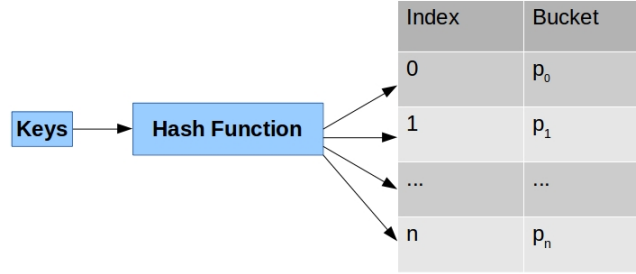 Index Bucket
0 p₀
Keys Hash Function
1 p₁
... ...
n pₙ